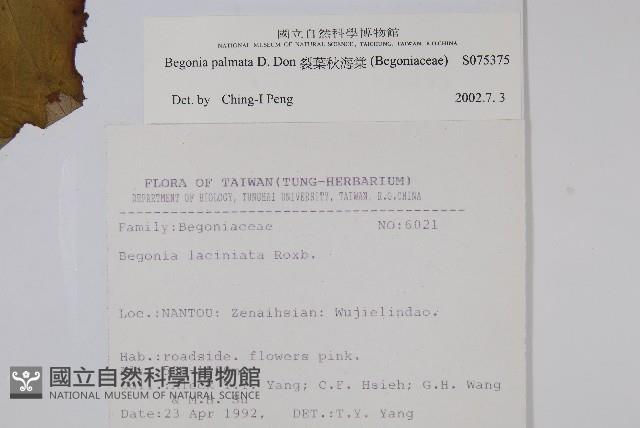 國立自然科學博物館
NATIONAL MUSEUM OF NATURAL SCIENCE, TAICHUNG, TAIWAN, R.O.CHINA
Begonia palmata D. Don 裂葉秋海棠 (Begoniaceae) S075375
Det. by Ching-I Peng 2002.7. 3
FLORA OF TAIWAN(TUNG-HERBARIUM)
DEPARTMENT OF BIOLOGY, TUNGHAI UNIVERSITY, TAIWAN, R.O.CHINA
Family:Begoniaceae NO:6021
Begonia laciniata Roxb.
Loc.:NANTOU: Zenaihsian: Wujielindao.
Hab.:roadside. flowers pink.
Yang; C.F. Hsieh; G.H. Wang
& M.H. Su
Date:23 Apr 1992, DET.:T.Y. Yang
國立自然科學博物館
NATIONAL MUSEUM OF NATURAL SCIENCE